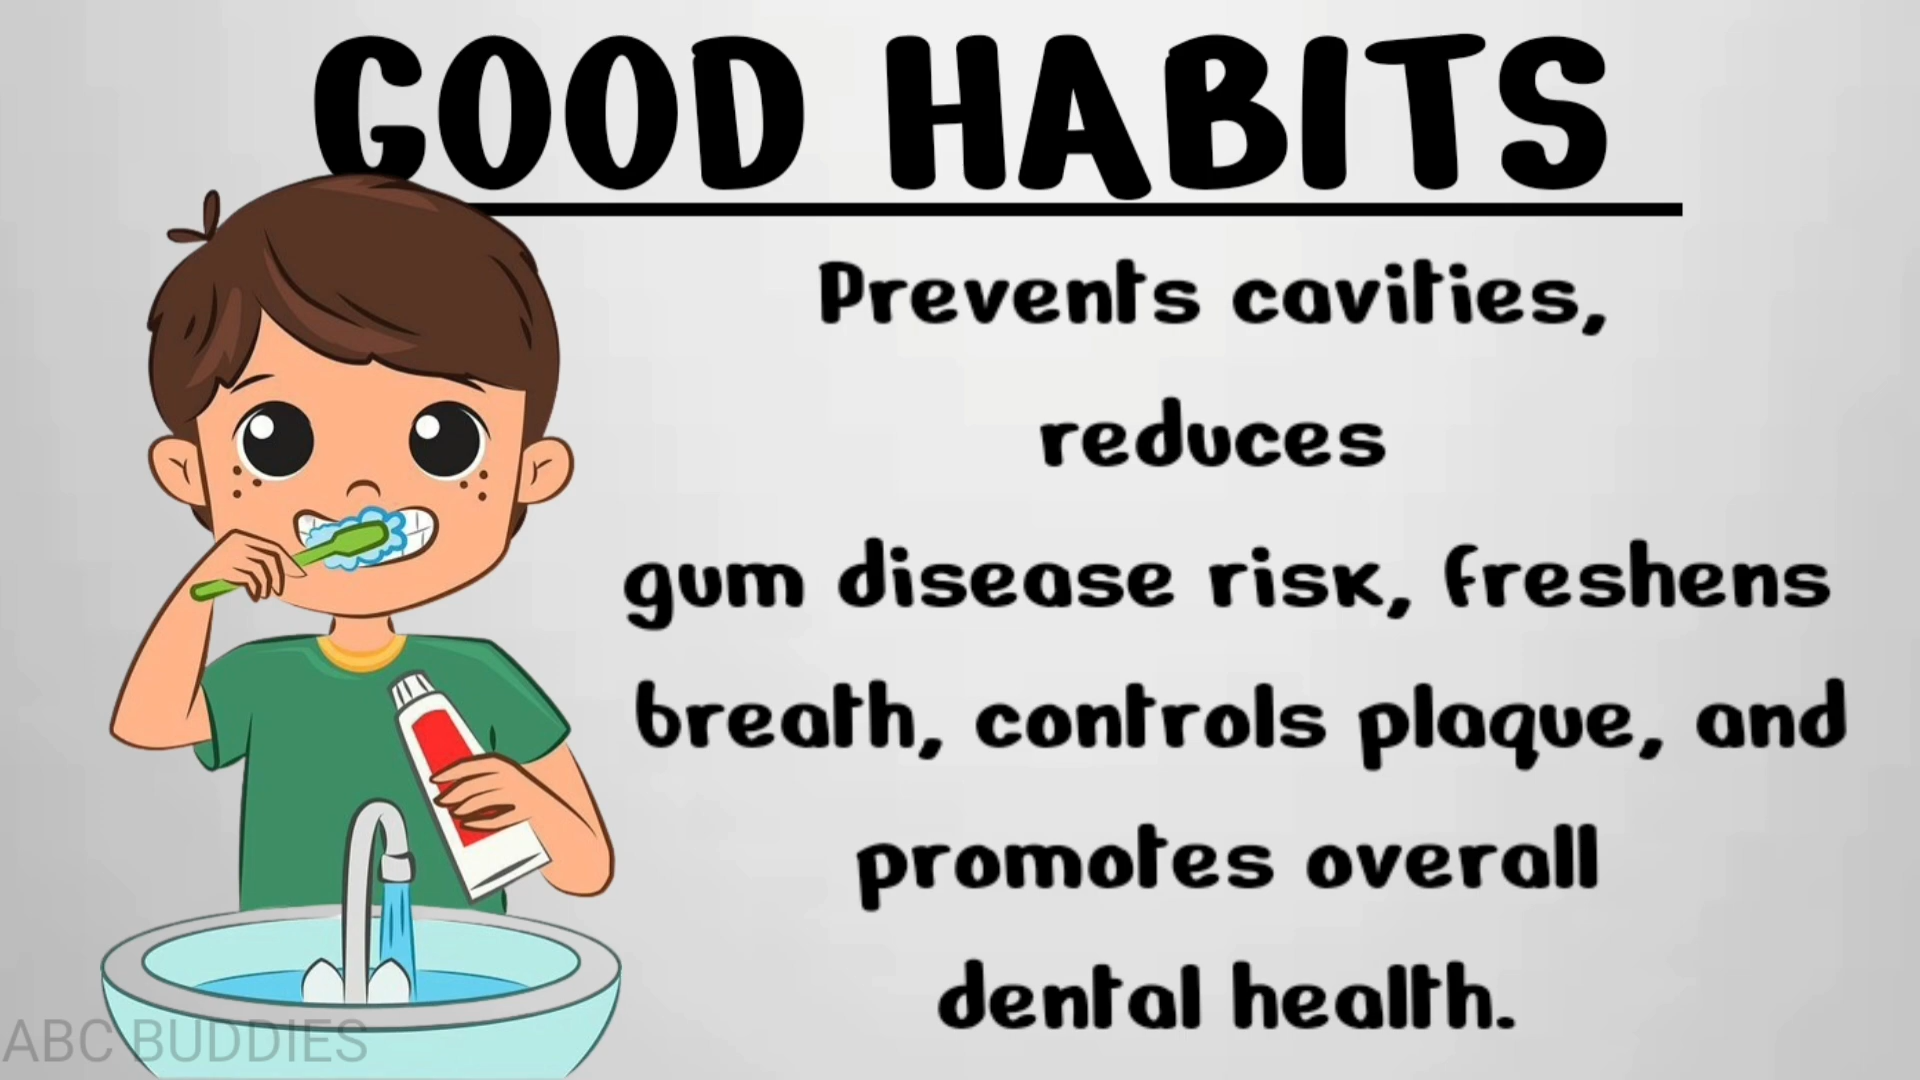 GOOD HABITS
Prevents cavities,
reduces
gum disease risk, freshens
breath, controls plaque, and
promotes overall
dental health.
ABC BUDDIES